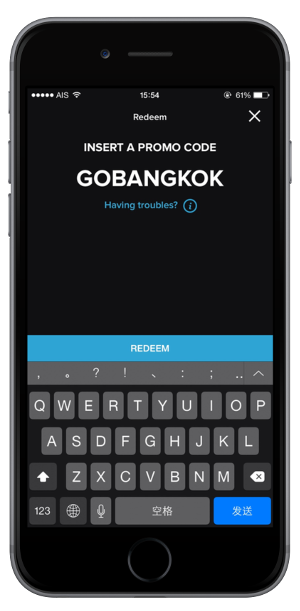 AIS 15:54 61%
Redeem
INSERT A PROMO CODE
GOBANGKOK
Having troubles? i
REDEEM
, 。 ? ! 、 : ; ..
Q W E R T Y U I O P
A S D F G H J K L
Z X C V B N M
123 空格 发送